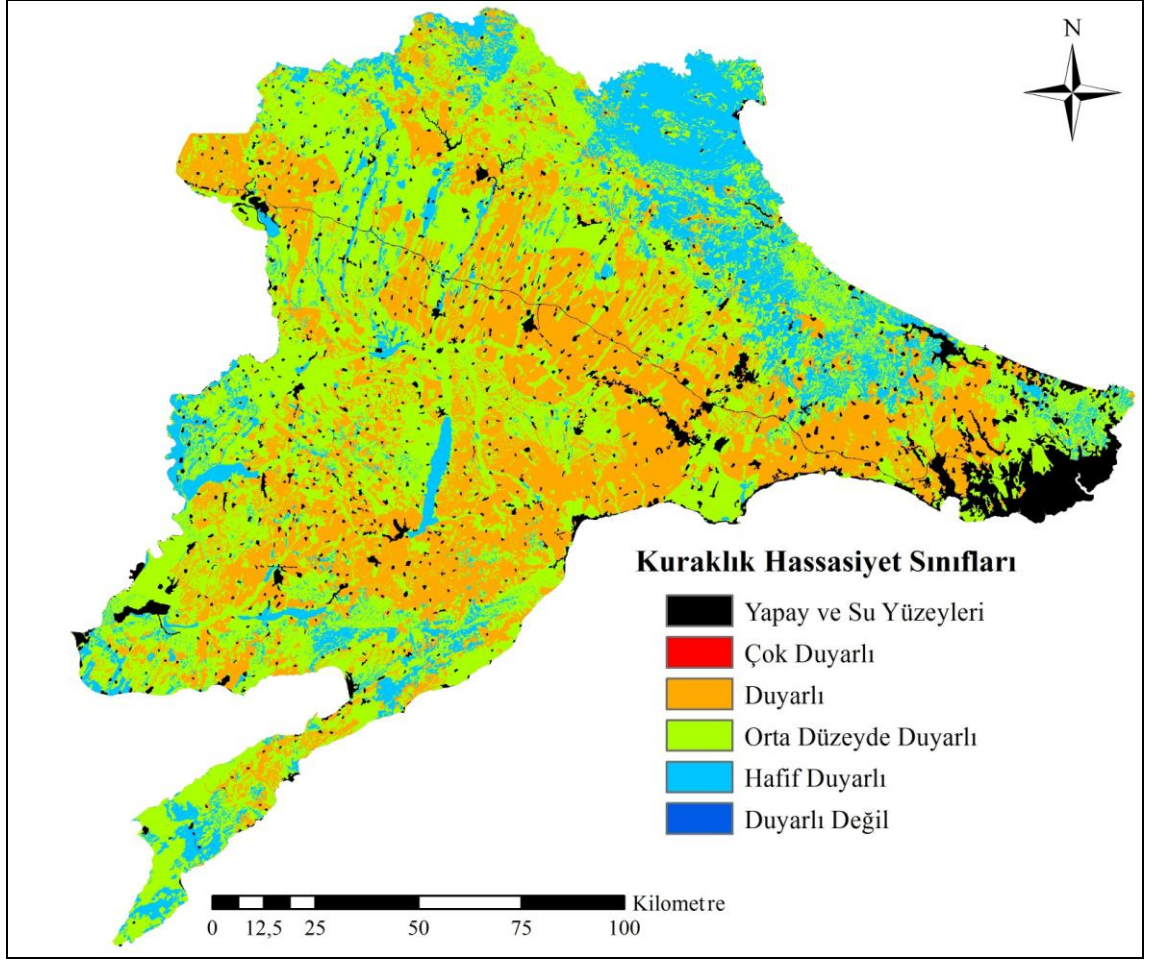 N
Kuraklık Hassasiyet Sınıfları
Yapay ve Su Yüzeyleri
Çok Duyarlı
Duyarlı
Orta Düzeyde Duyarlı
Hafif Duyarlı
Duyarlı Değil
Kilometre
0 12,5 25 50 75 100